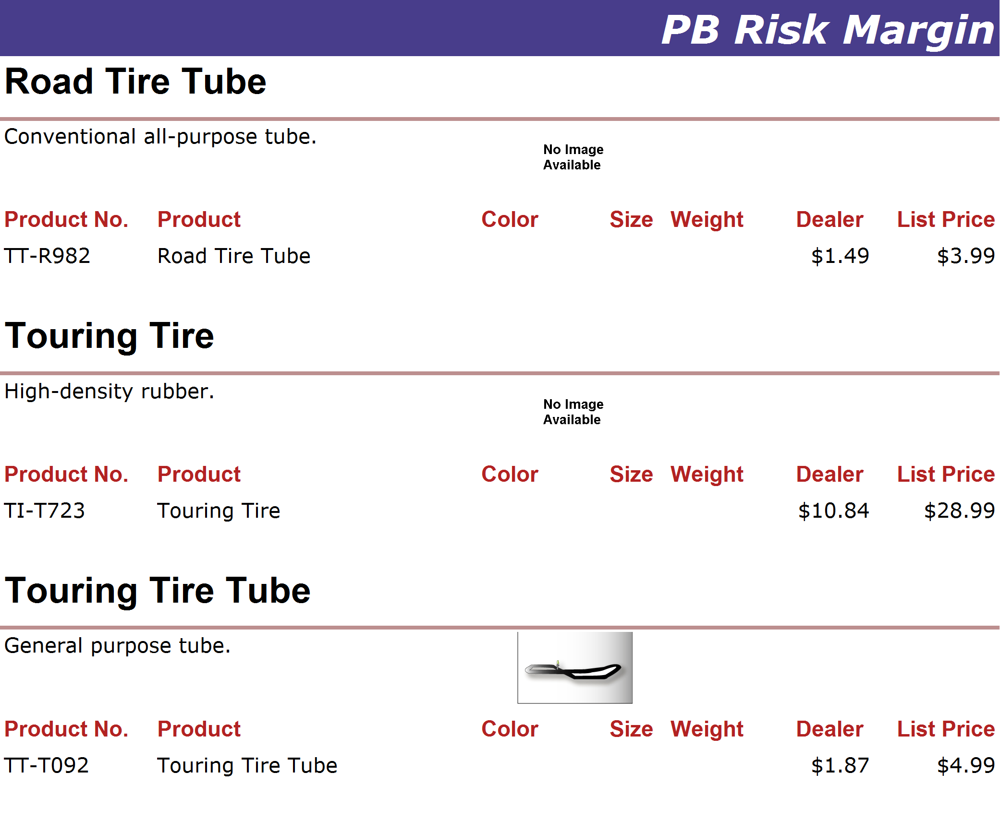 PB Risk Margin
Road Tire Tube
Conventional all-purpose tube.
No Image
Available
Product No. Product Color Size Weight Dealer List Price
TT-R982 Road Tire Tube $1.49 $3.99
Touring Tire
High-density rubber.
No Image
Available
Product No. Product Color Size Weight Dealer List Price
TI-T723 Touring Tire $10.84 $28.99
Touring Tire Tube
General purpose tube.
Product No. Product Color Size Weight Dealer List Price
TT-T092 Touring Tire Tube $1.87 $4.99